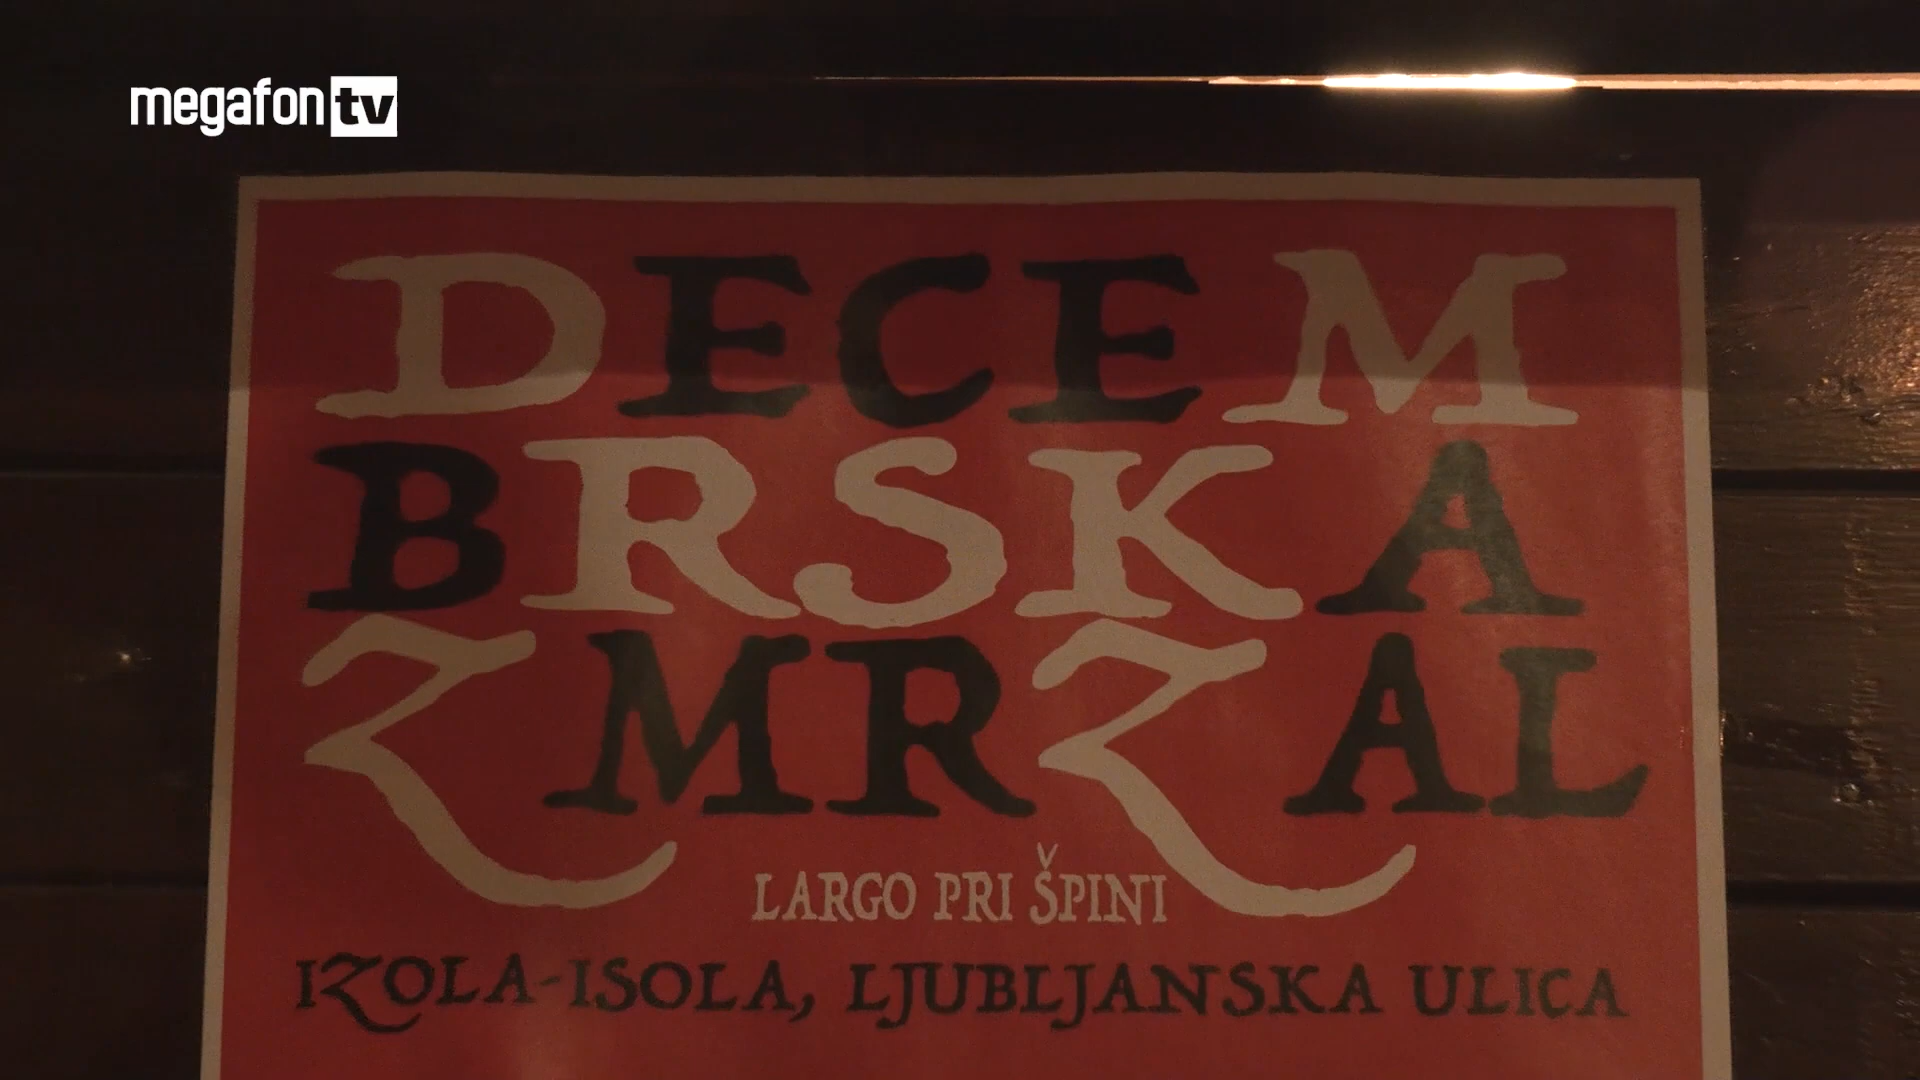 megafon tv
DECEM
BRSKA
ZMRZAL
LARGO PRI ŠPINI
IZOLA-ISOLA, LJUBLJANSKA ULICA